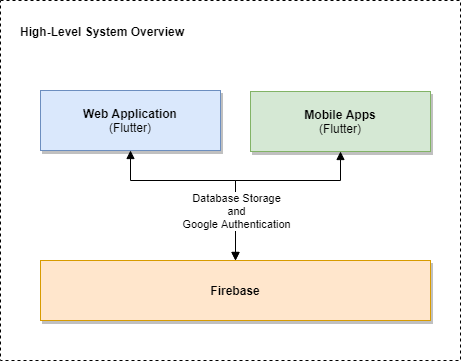 High-Level System Overview
Web Application
(Flutter)
Mobile Apps
(Flutter)
Database Storage
and
Google Authentication
Firebase